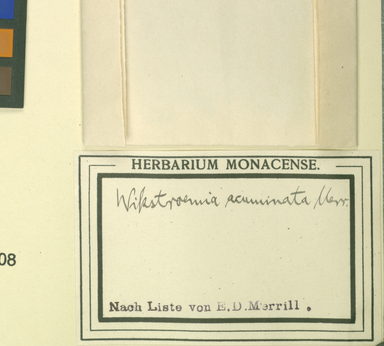 HERBARIUM MONACENSE.
Wikstroemia acuminata Merr.
08
Nach Liste von E.D.Merrill .